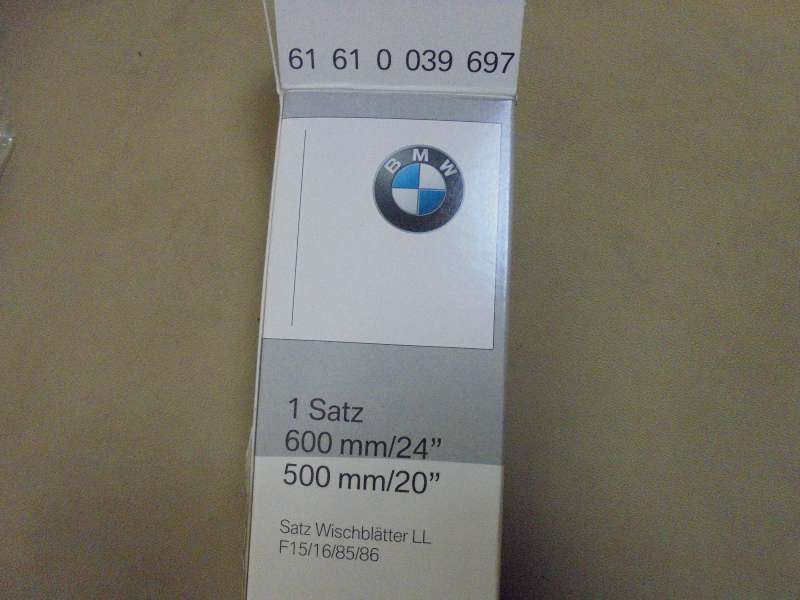 61 61 0 039 697
BMW
1 Satz
600 mm/24”
500 mm/20”
Satz Wischblätter LL
F15/16/85/86